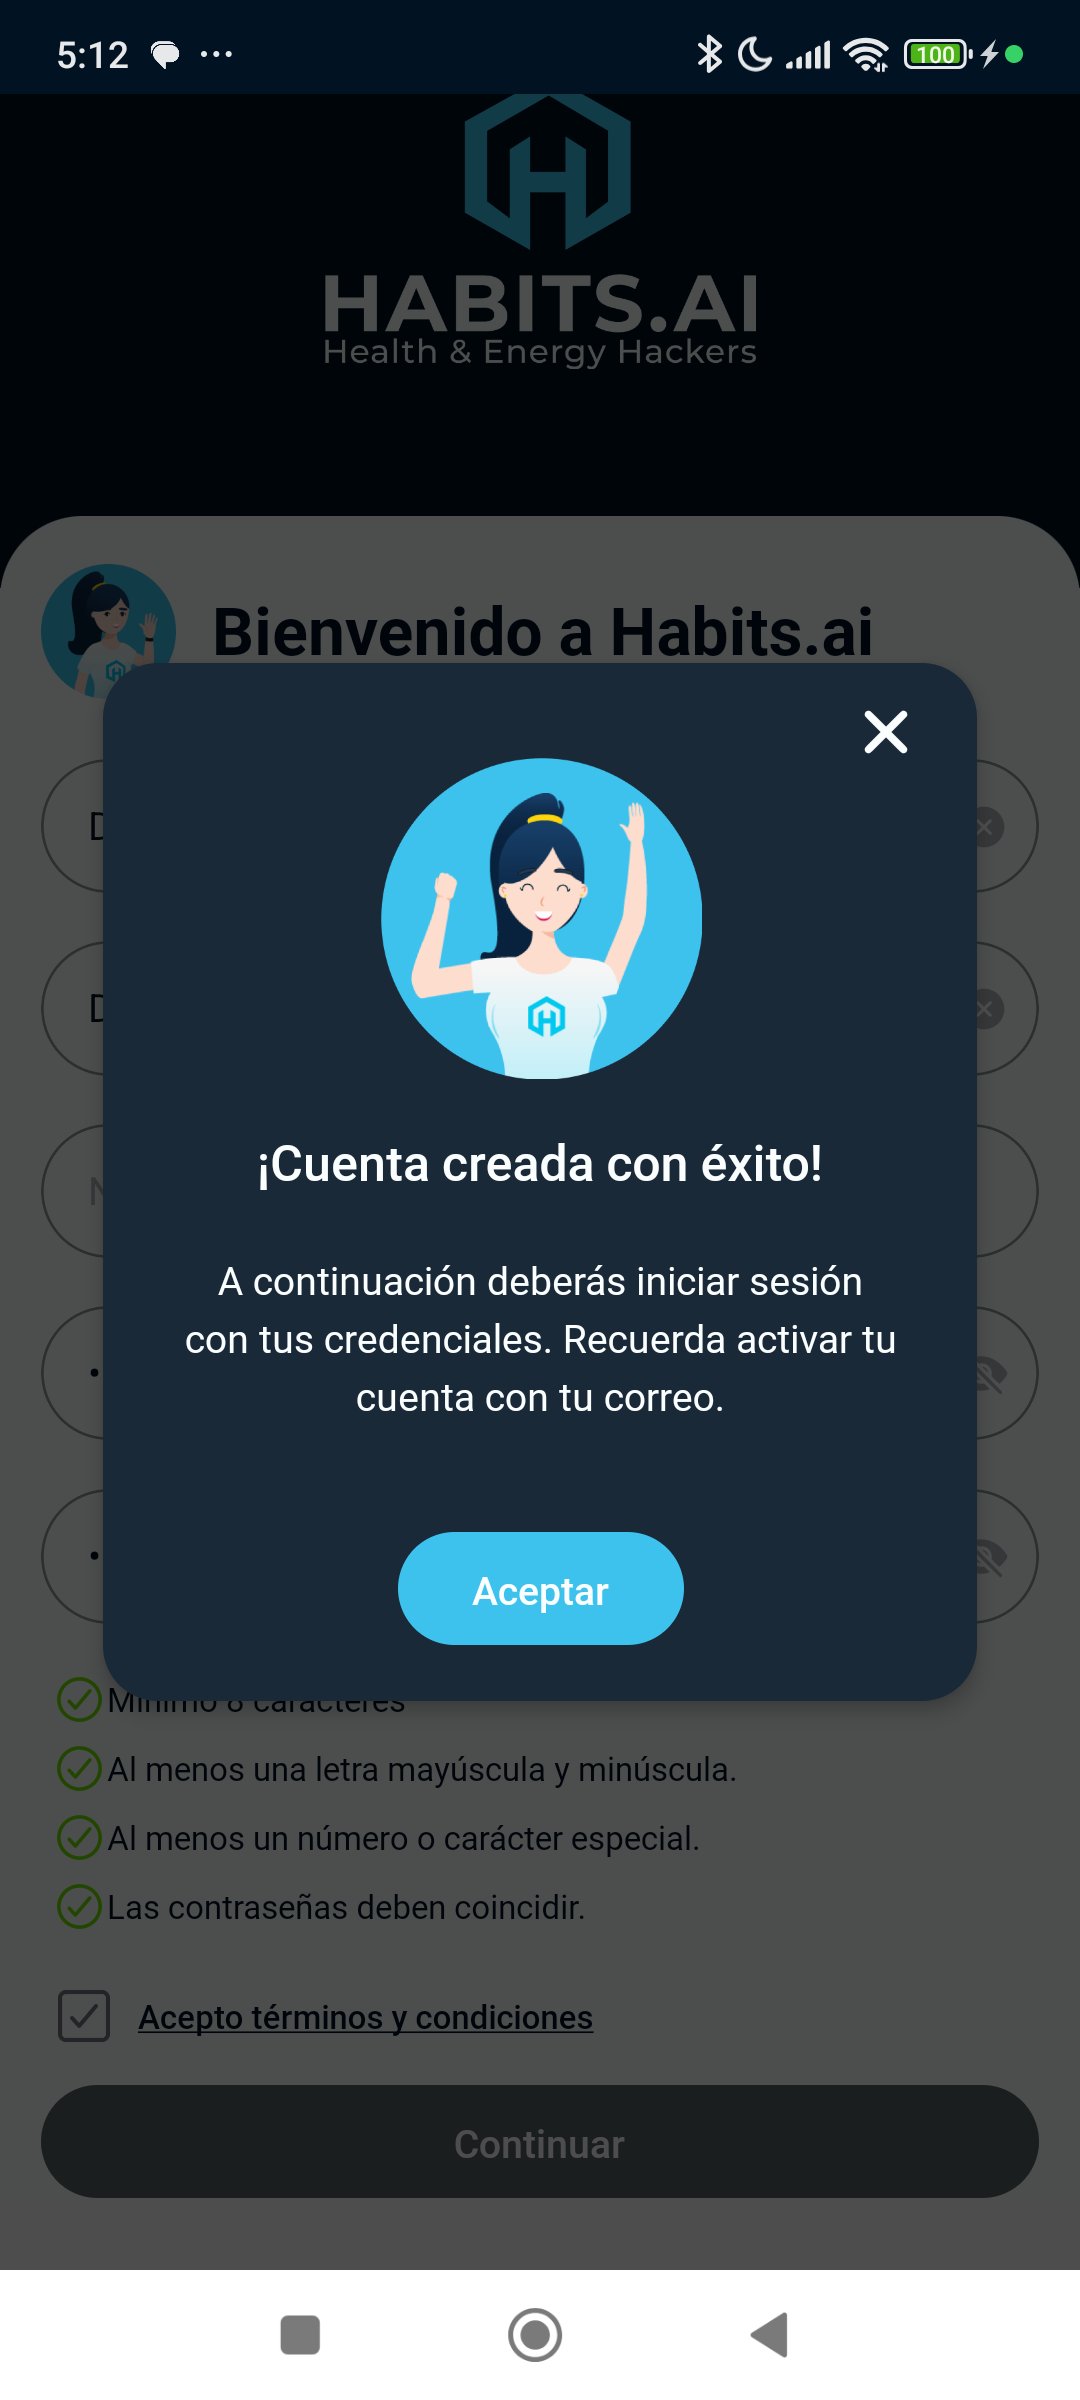 5:12
100
HABITS.AI
Health & Energy Hackers
Bienvenido a Habits.ai
¡Cuenta creada con éxito!
A continuación deberás iniciar sesión
con tus credenciales. Recuerda activar tu
cuenta con tu correo.
Aceptar
Mínimo 8 caracteres
Al menos una letra mayúscula y minúscula.
Al menos un número o carácter especial.
Las contraseñas deben coincidir.
Acepto términos y condiciones
Continuar